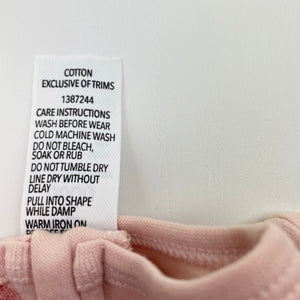 COTTON
EXCLUSIVE OF TRIMS
1387244
CARE INSTRUCTIONS
WASH BEFORE WEAR
COLD MACHINE WASH
DO NOT BLEACH,
SOAK OR RUB
DO NOT TUMBLE DRY
LINE DRY WITHOUT
DELAY
PULL INTO SHAPE
WHILE DAMP
WARM IRON ON